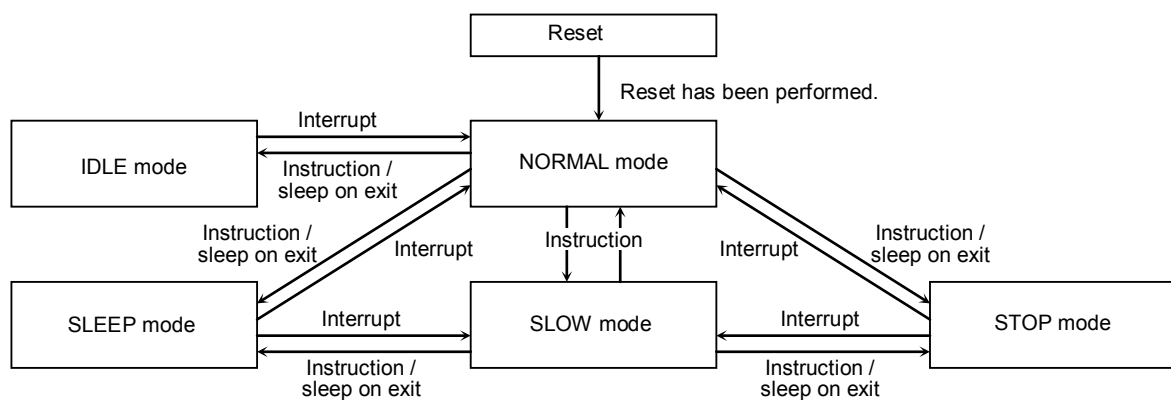 Reset
Reset has been performed.
Interrupt
IDLE mode
NORMAL mode
Instruction /
sleep on exit
Instruction /
sleep on exit
Interrupt
Instruction
Interrupt
Instruction /
sleep on exit
SLEEP mode
Interrupt
SLOW mode
Interrupt
STOP mode
Instruction /
sleep on exit
Instruction /
sleep on exit